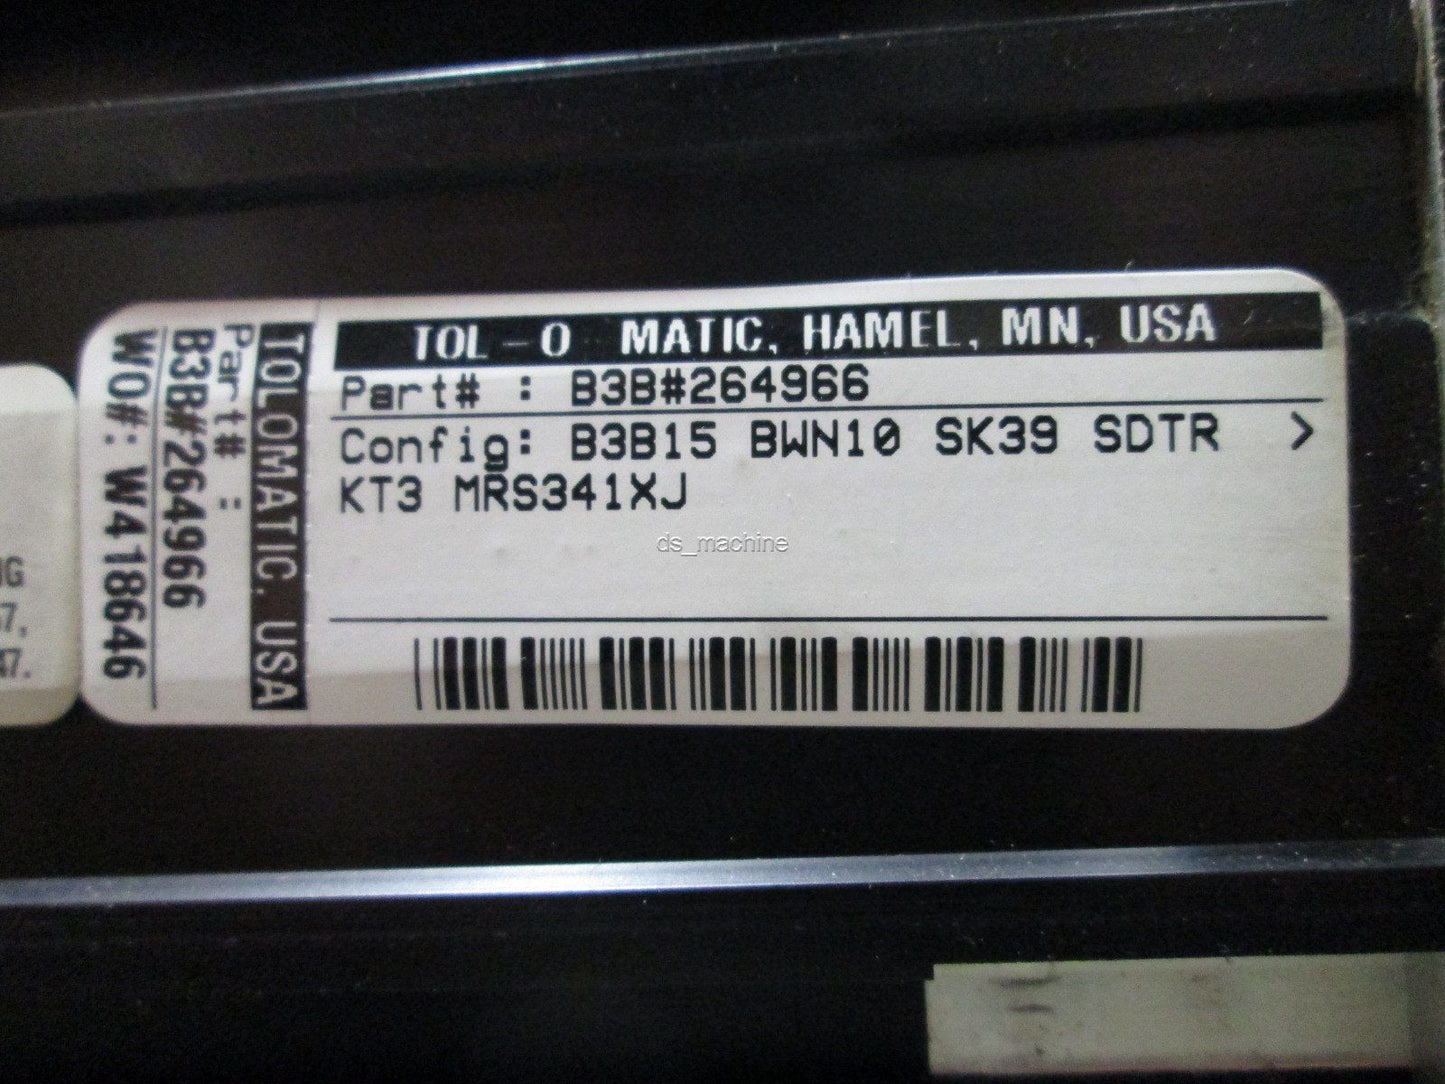 TOL-O MATIC, HAMEL, MN, USA
Part# : B3B#264966
Config: B3B15 BWN10 SK39 SDTR >
KT3 MRS341XJ
ds_machine
TOLOMATIC, USA
Part# :
B3B#264966
WO#: W418646
47.